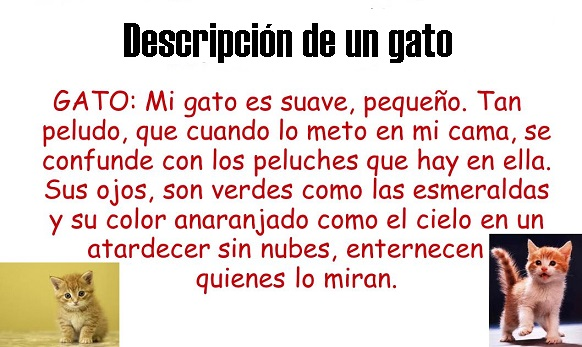 Descripción de un gato
GATO: Mi gato es suave, pequeño. Tan
peludo, que cuando lo meto en mi cama, se
confunde con los peluches que hay en ella.
Sus ojos, son verdes como las esmeraldas
y su color anaranjado como el cielo en un
atardecer sin nubes, enternecen
quienes lo miran.